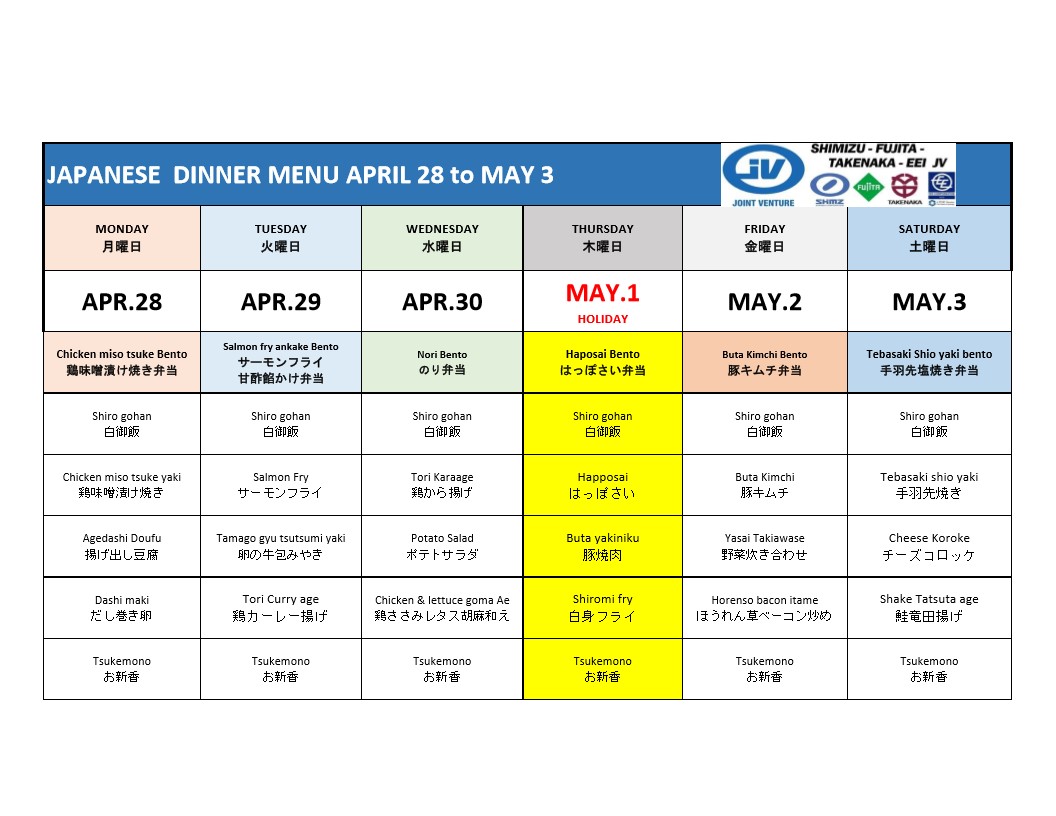 JAPANESE DINNER MENU APRIL 28 to MAY 3
JV
JOINT VENTURE
SHIMIZU - FUJITA -
TAKENAKA - EEI JV
SHMZ
FUJITA
TAKENAKA
MONDAY
月曜日
TUESDAY
火曜日
WEDNESDAY
水曜日
THURSDAY
木曜日
FRIDAY
金曜日
SATURDAY
土曜日
APR.28
APR.29
APR.30
MAY.1
HOLIDAY
MAY.2
MAY.3
Chicken miso tsuke Bento
鶏味噌漬け焼き弁当
Salmon fry ankake Bento
サーモンフライ
甘酢餡かけ弁当
Nori Bento
のり弁当
Haposai Bento
はっぽさい弁当
Buta Kimchi Bento
豚キムチ弁当
Tebasaki Shio yaki bento
手羽先塩焼き弁当
Shiro gohan
白御飯
Shiro gohan
白御飯
Shiro gohan
白御飯
Shiro gohan
白御飯
Shiro gohan
白御飯
Shiro gohan
白御飯
Chicken miso tsuke yaki
鶏味噌漬け焼き
Salmon Fry
サーモンフライ
Tori Karaage
鶏から揚げ
Happosai
はっぽさい
Buta Kimchi
豚キムチ
Tebasaki shio yaki
手羽先焼き
Agedashi Doufu
揚げ出し豆腐
Tamago gyu tsutsumi yaki
卵の牛包みやき
Potato Salad
ポテトサラダ
Buta yakiniku
豚焼肉
Yasai Takiawase
野菜炊き合わせ
Cheese Koroke
チーズコロッケ
Dashi maki
だし巻き卵
Tori Curry age
鶏カーレー揚げ
Chicken & lettuce goma Ae
鶏ささみレタス胡麻和え
Shiromi fry
白身フライ
Horenso bacon itame
ほうれん草ベーコン炒め
Shake Tatsuta age
鮭竜田揚げ
Tsukemono
お新香
Tsukemono
お新香
Tsukemono
お新香
Tsukemono
お新香
Tsukemono
お新香
Tsukemono
お新香